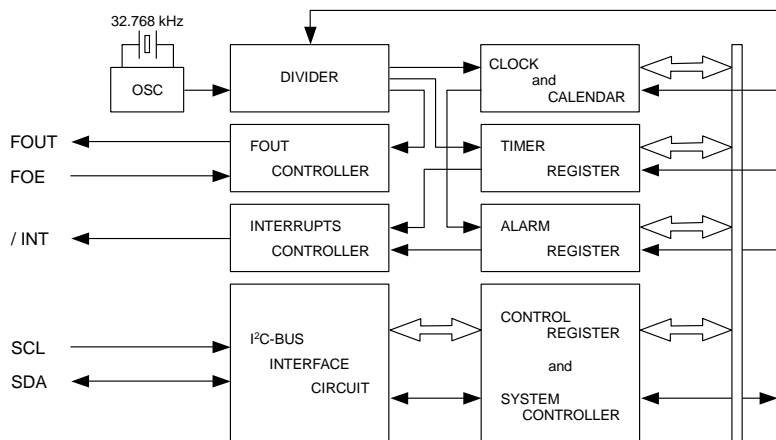 32.768 kHz
OSC
DIVIDER
CLOCK
and
CALENDAR
FOUT
FOE
FOUT
CONTROLLER
TIMER
REGISTER
/ INT
INTERRUPTS
CONTROLLER
ALARM
REGISTER
SCL
SDA
I²C-BUS
INTERFACE
CIRCUIT
CONTROL
REGISTER
and
SYSTEM
CONTROLLER